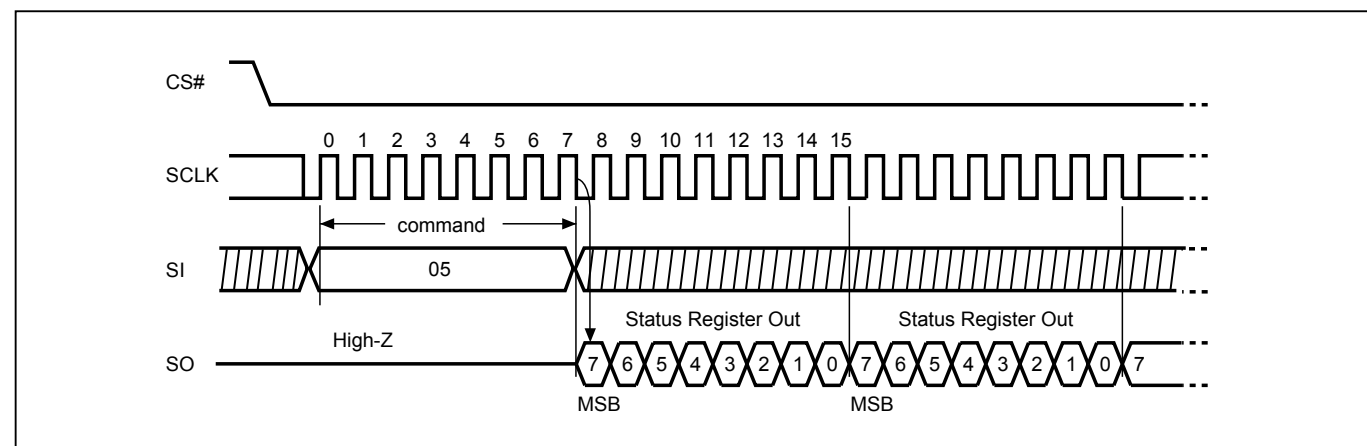 CS#
0 1 2 3 4 5 6 7 8 9 10 11 12 13 14 15
SCLK
command
SI
05
Status Register Out Status Register Out
High-Z
SO
7 6 5 4 3 2 1 0 7 6 5 4 3 2 1 0 7
MSB MSB